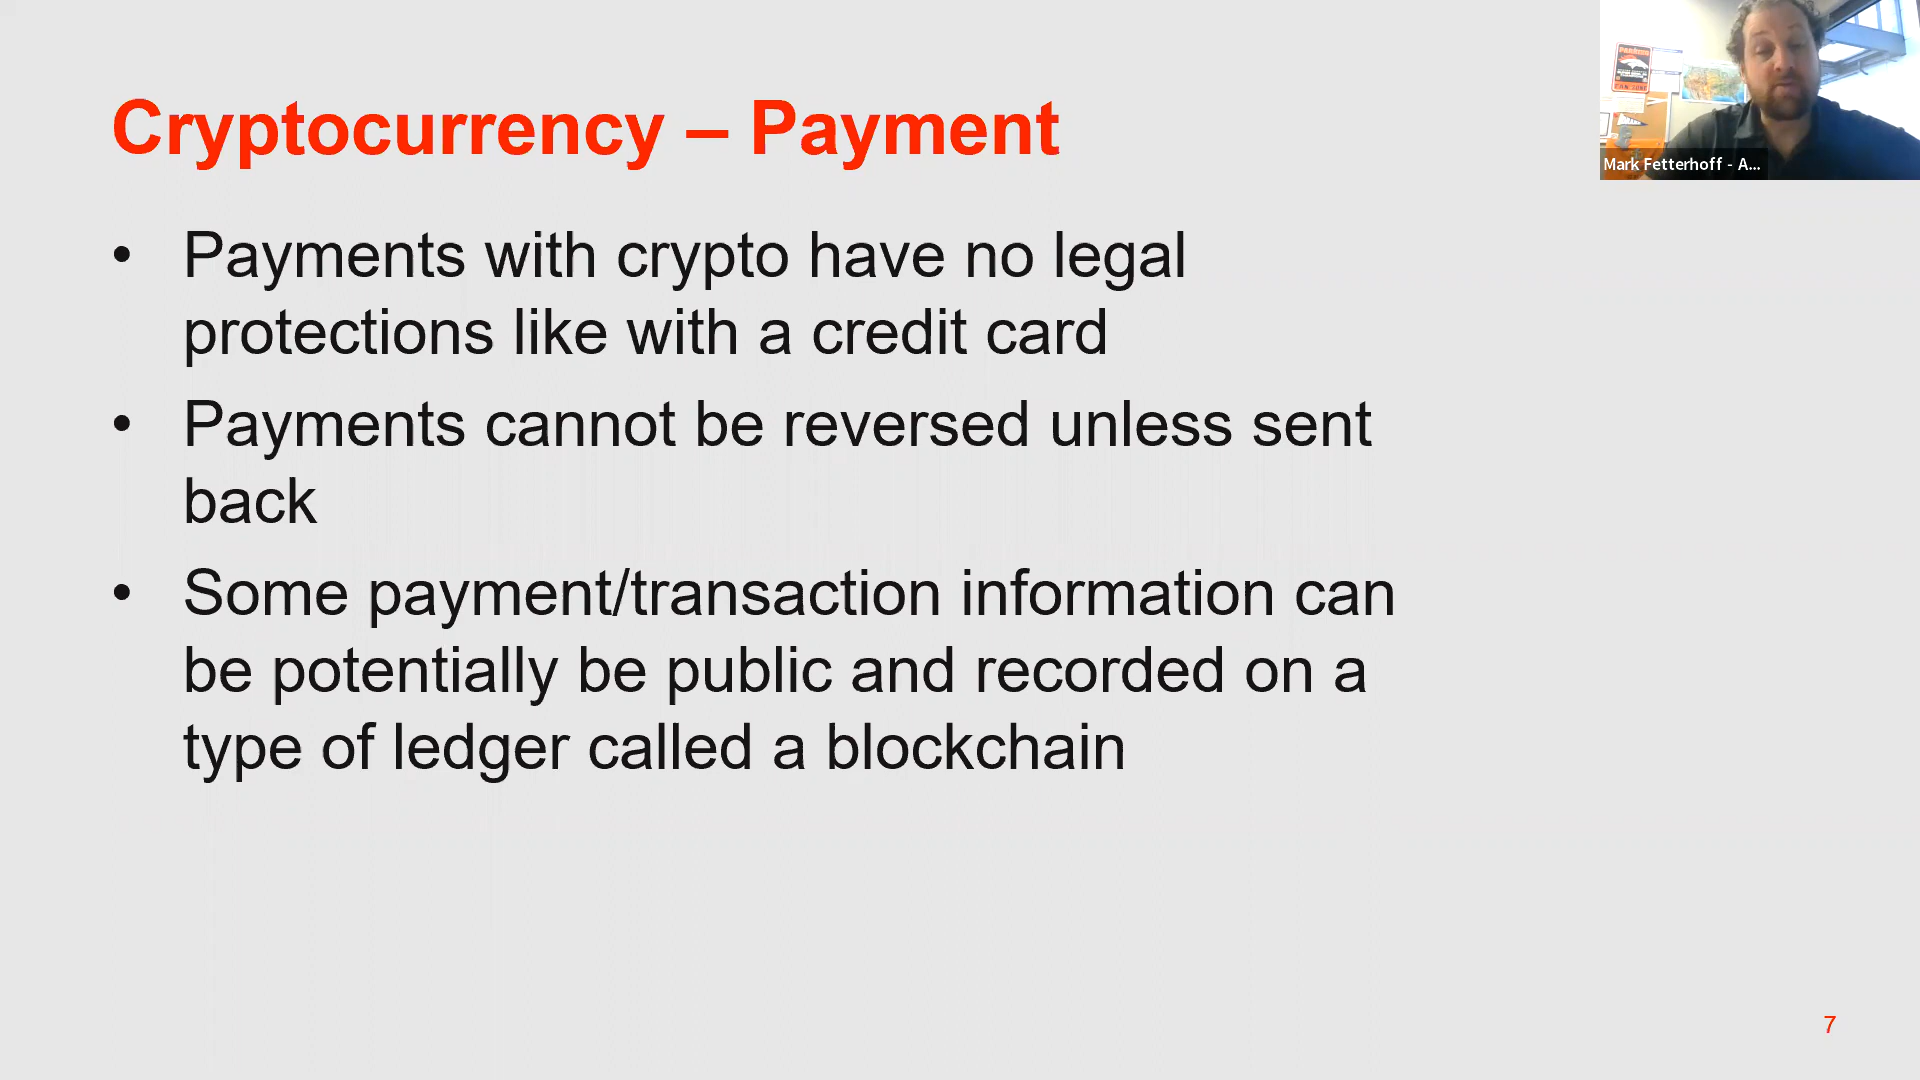 Cryptocurrency – Payment
• Payments with crypto have no legal
protections like with a credit card
• Payments cannot be reversed unless sent
back
• Some payment/transaction information can
be potentially be public and recorded on a
type of ledger called a blockchain
Mark Fetterhoff - A...
7